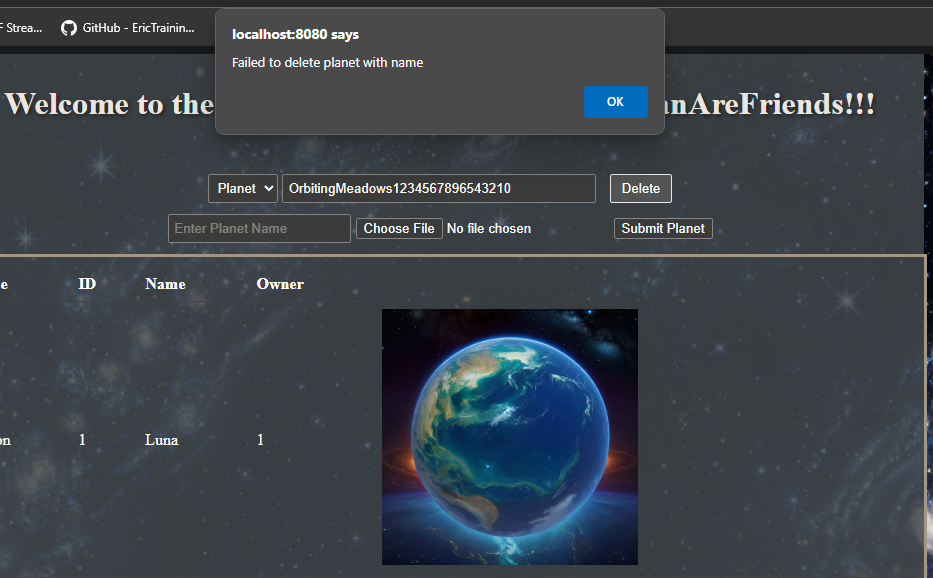 F Strea... GitHub - EricTrainin...
localhost:8080 says
Failed to delete planet with name
OK
Welcome to the anAreFriends!!!
Planet OrbitingMeadows1234567896543210 Delete
Enter Planet Name Choose File No file chosen Submit Planet
e ID Name Owner
on 1 Luna 1